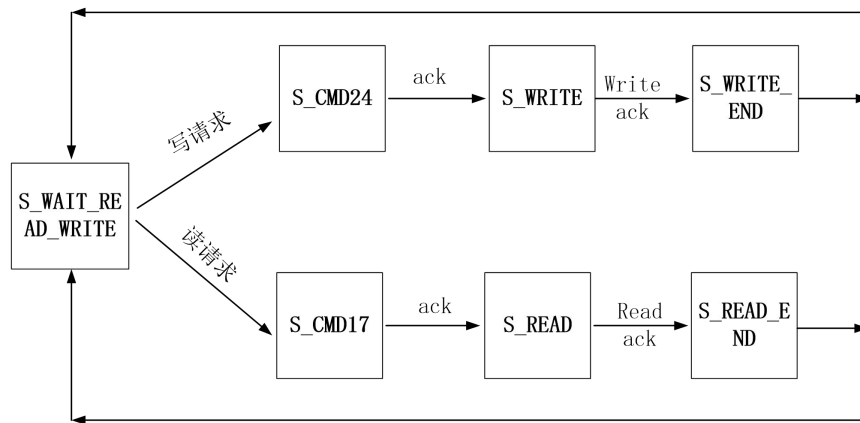 S_CMD24
ack
S_WRITE
Write
ack
S_WRITE_
END
写请求
S_WAIT_RE
AD_WRITE
读请求
S_CMD17
ack
S_READ
Read
ack
S_READ_E
ND